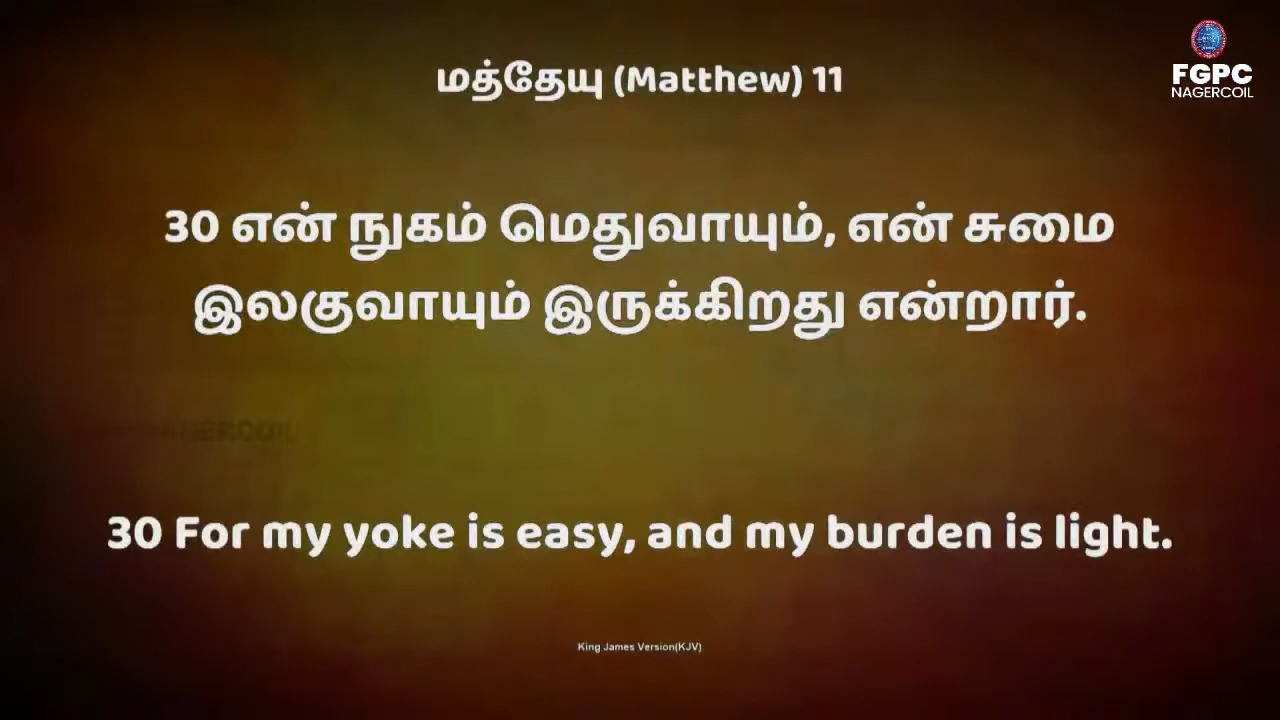 மத்தேயு (Matthew) 11
FGPC
NAGERCOIL
30 என் நுகம் மெதுவாயும், என் சுமை
இலகுவாயும் இருக்கிறது என்றார்.
30 For my yoke is easy, and my burden is light.
King James Version(KJV)